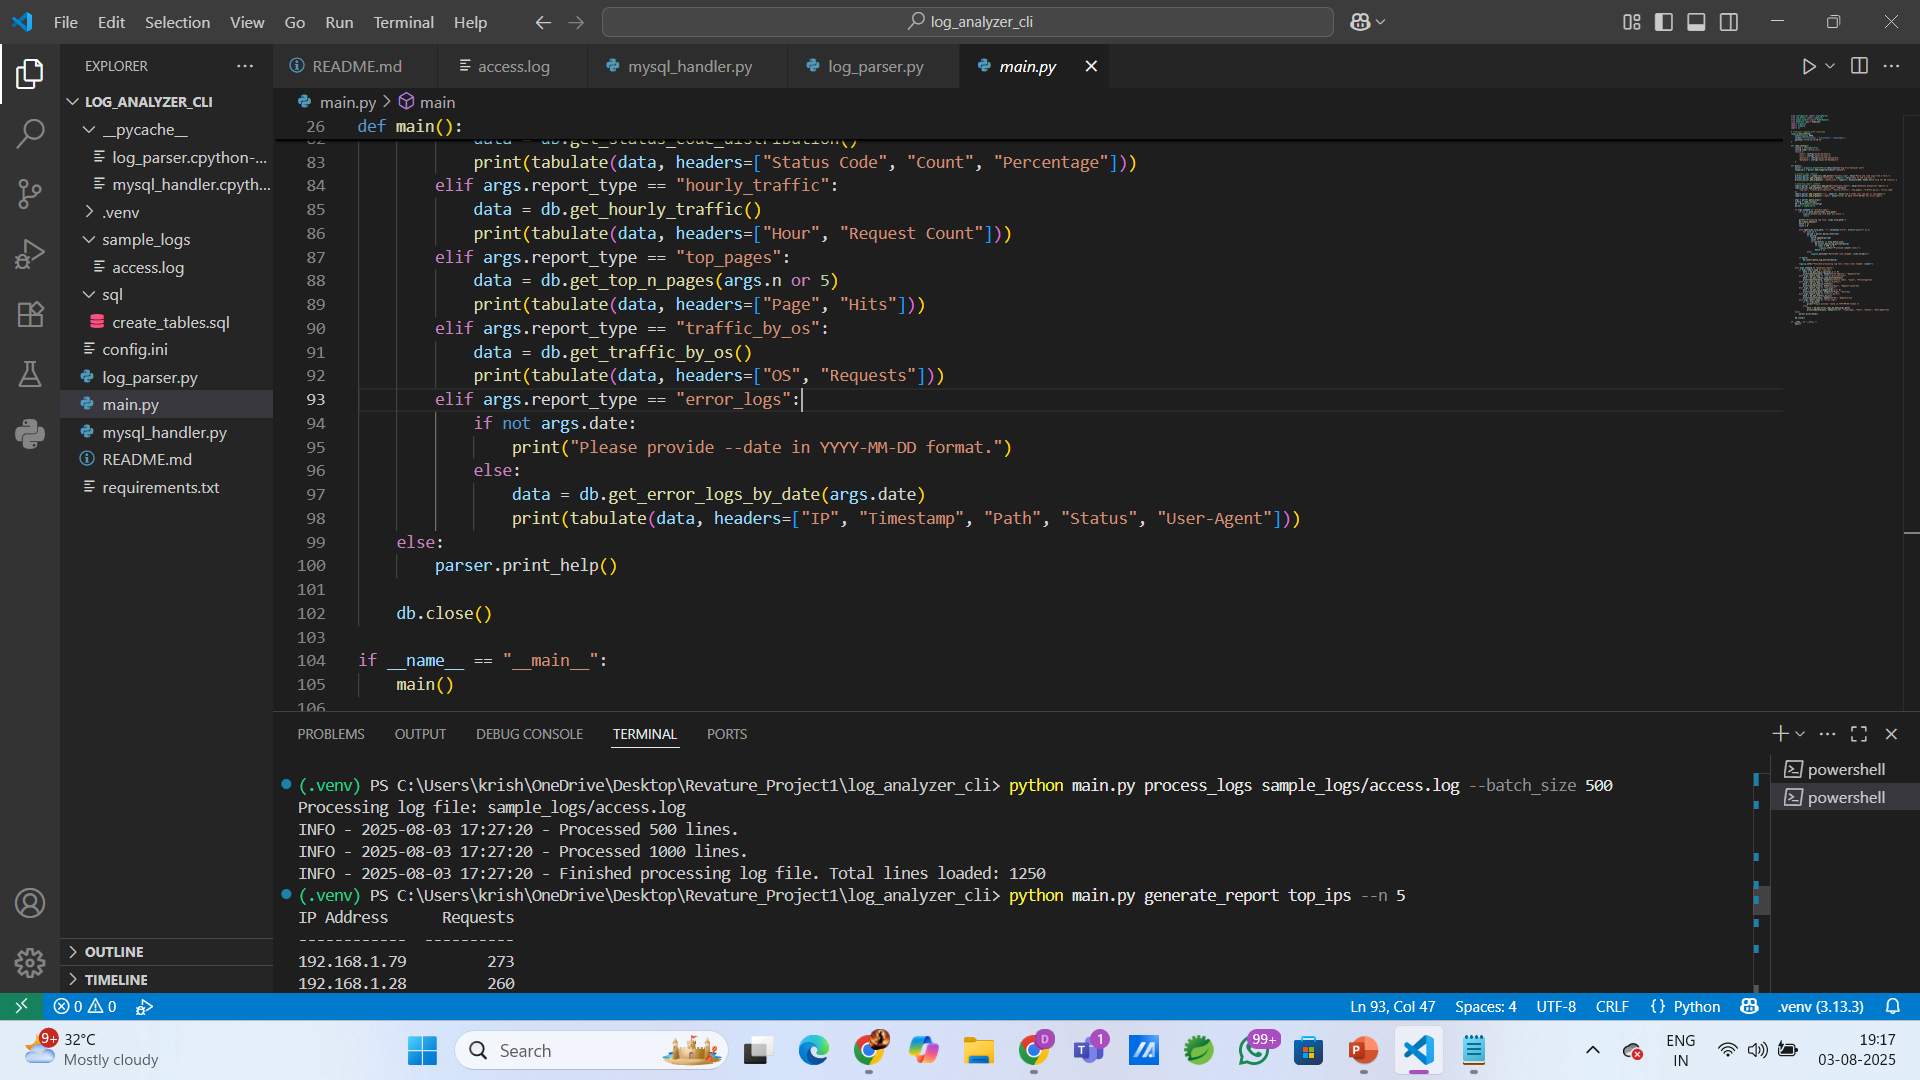 File Edit Selection View Go Run Terminal Help
log_analyzer_cli
EXPLORER
LOG_ANALYZER_CLI
__pycache__
log_parser.cpython-...
mysql_handler.cpyth...
.venv
sample_logs
access.log
sql
create_tables.sql
config.ini
log_parser.py
main.py
mysql_handler.py
README.md
requirements.txt
OUTLINE
TIMELINE
README.md access.log mysql_handler.py log_parser.py main.py
main.py > main
26 def main():
82 data = db.get_status_code_distribution()
83 print(tabulate(data, headers=["Status Code", "Count", "Percentage"]))
84 elif args.report_type == "hourly_traffic":
85 data = db.get_hourly_traffic()
86 print(tabulate(data, headers=["Hour", "Request Count"]))
87 elif args.report_type == "top_pages":
88 data = db.get_top_n_pages(args.n or 5)
89 print(tabulate(data, headers=["Page", "Hits"]))
90 elif args.report_type == "traffic_by_os":
91 data = db.get_traffic_by_os()
92 print(tabulate(data, headers=["OS", "Requests"]))
93 elif args.report_type == "error_logs":
94 if not args.date:
95 print("Please provide --date in YYYY-MM-DD format.")
96 else:
97 data = db.get_error_logs_by_date(args.date)
98 print(tabulate(data, headers=["IP", "Timestamp", "Path", "Status", "User-Agent"]))
99 else:
100 parser.print_help()
101
102 db.close()
103
104 if __name__ == "__main__":
105 main()
106
PROBLEMS OUTPUT DEBUG CONSOLE TERMINAL PORTS
(.venv) PS C:\Users\krish\OneDrive\Desktop\Revature_Project1\log_analyzer_cli> python main.py process_logs sample_logs/access.log --batch_size 500
Processing log file: sample_logs/access.log
INFO - 2025-08-03 17:27:20 - Processed 500 lines.
INFO - 2025-08-03 17:27:20 - Processed 1000 lines.
INFO - 2025-08-03 17:27:20 - Finished processing log file. Total lines loaded: 1250
(.venv) PS C:\Users\krish\OneDrive\Desktop\Revature_Project1\log_analyzer_cli> python main.py generate_report top_ips --n 5
IP Address Requests
------------ ----------
192.168.1.79 273
192.168.1.28 260
powershell
powershell
0 0
Ln 93, Col 47 Spaces: 4 UTF-8 CRLF {} Python .venv (3.13.3)
9+ 32°C
Mostly cloudy
Search
D 1 99+
ENG
IN
19:17
03-08-2025